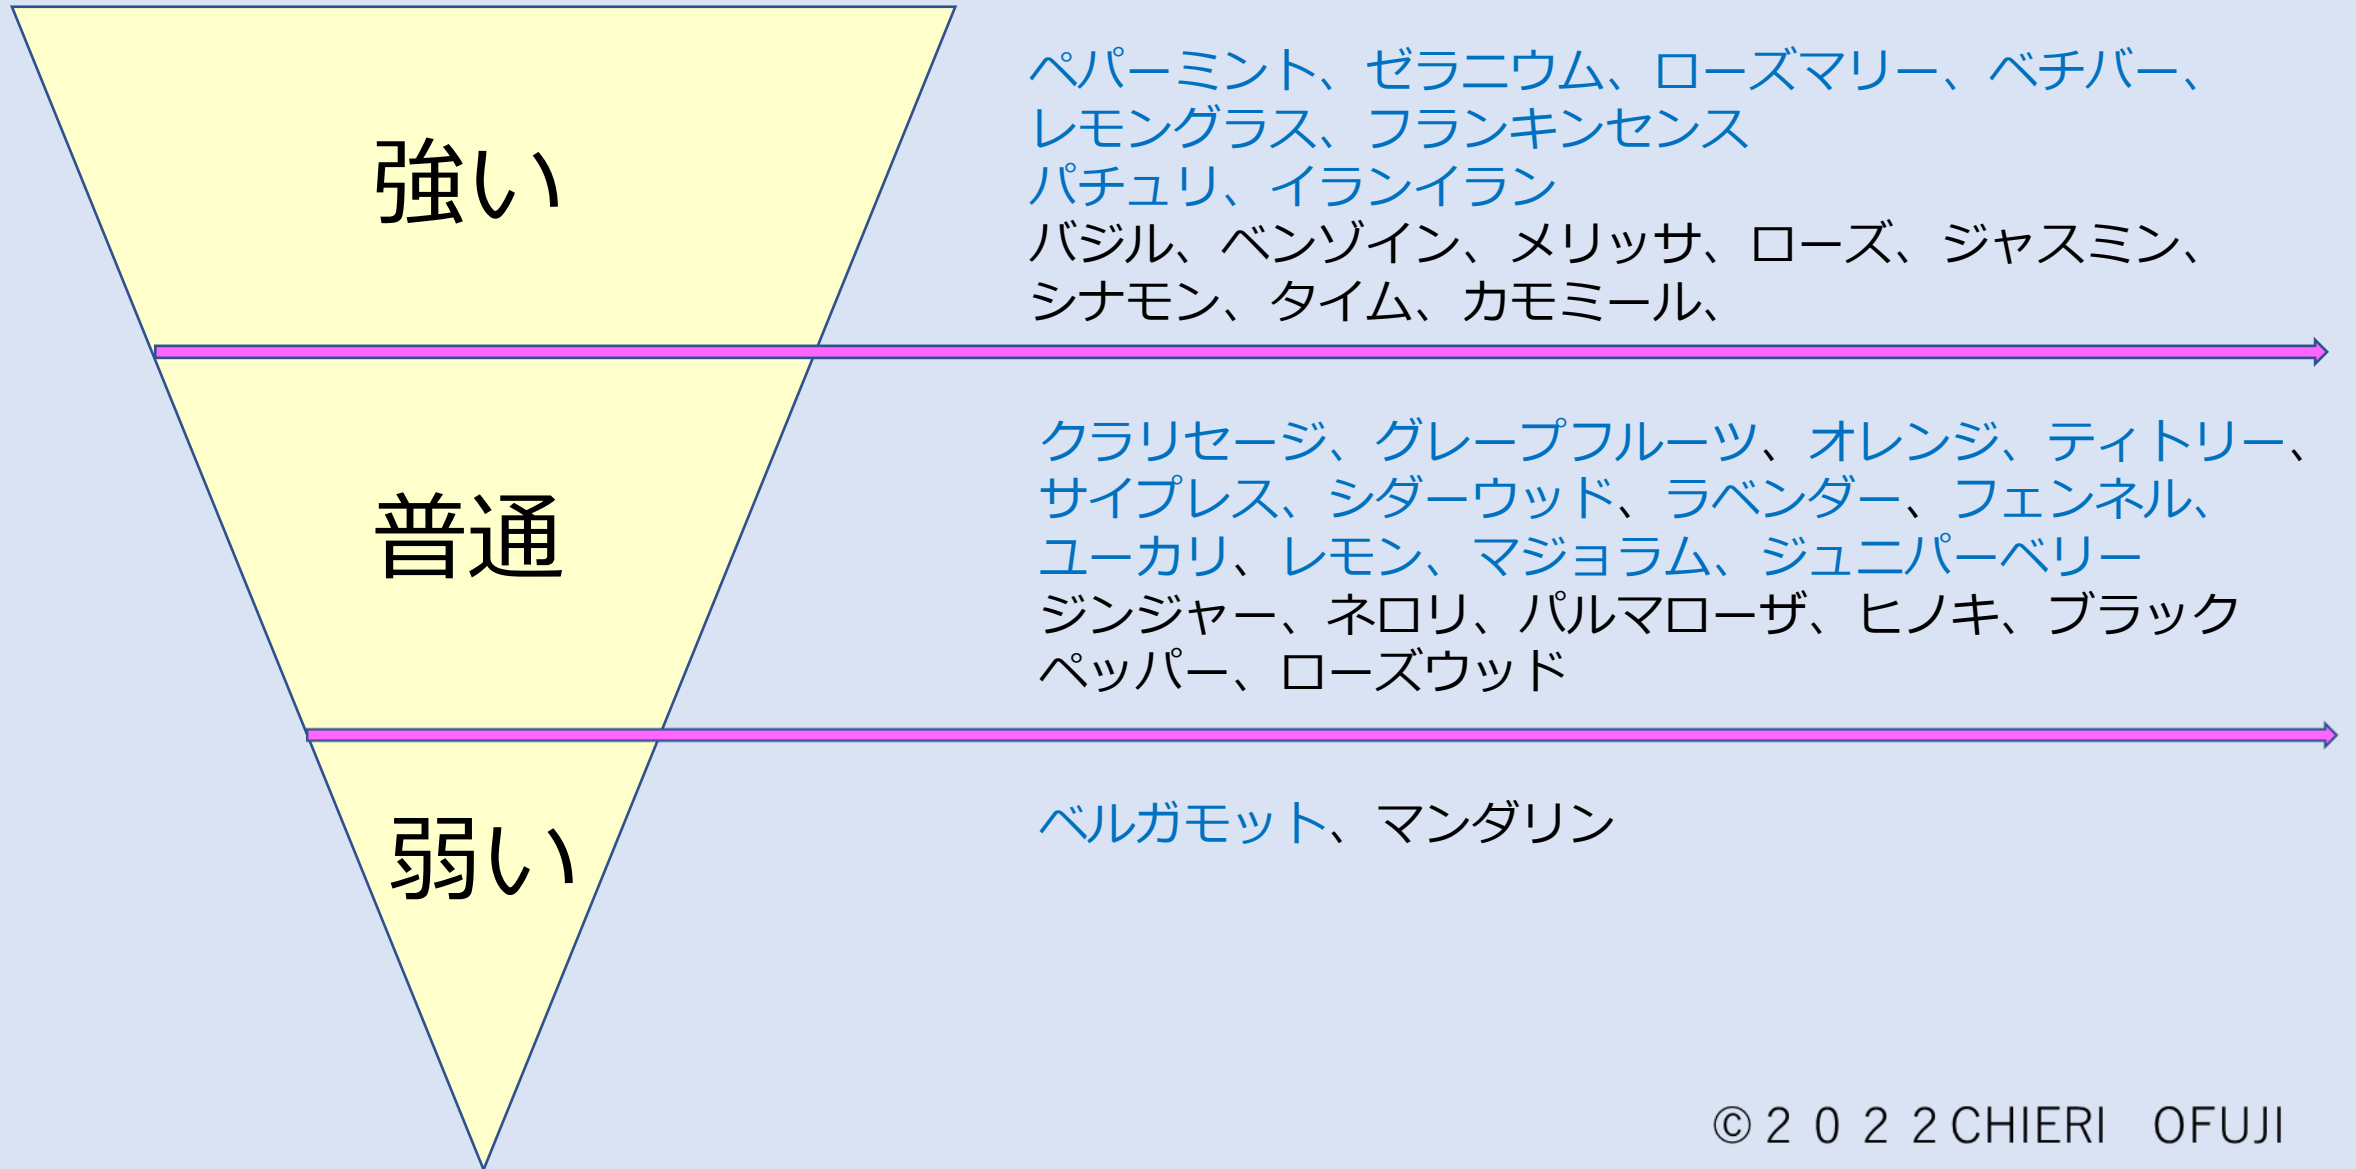 強い
ペパーミント、ゼラニウム、ローズマリー、ベチバー、
レモングラス、フランキンセンス
パチュリ、イランイラン
バジル、ベンゾイン、メリッサ、ローズ、ジャスミン、
シナモン、タイム、カモミール、
普通
クラリセージ、グレープフルーツ、オレンジ、ティトリー、
サイプレス、シダーウッド、ラベンダー、フェンネル、
ユーカリ、レモン、マジョラム、ジュニパーベリー
ジンジャー、ネロリ、パルマローザ、ヒノキ、ブラック
ペッパー、ローズウッド
弱い
ベルガモット、マンダリン
©２０２２CHIERI　OFUJI